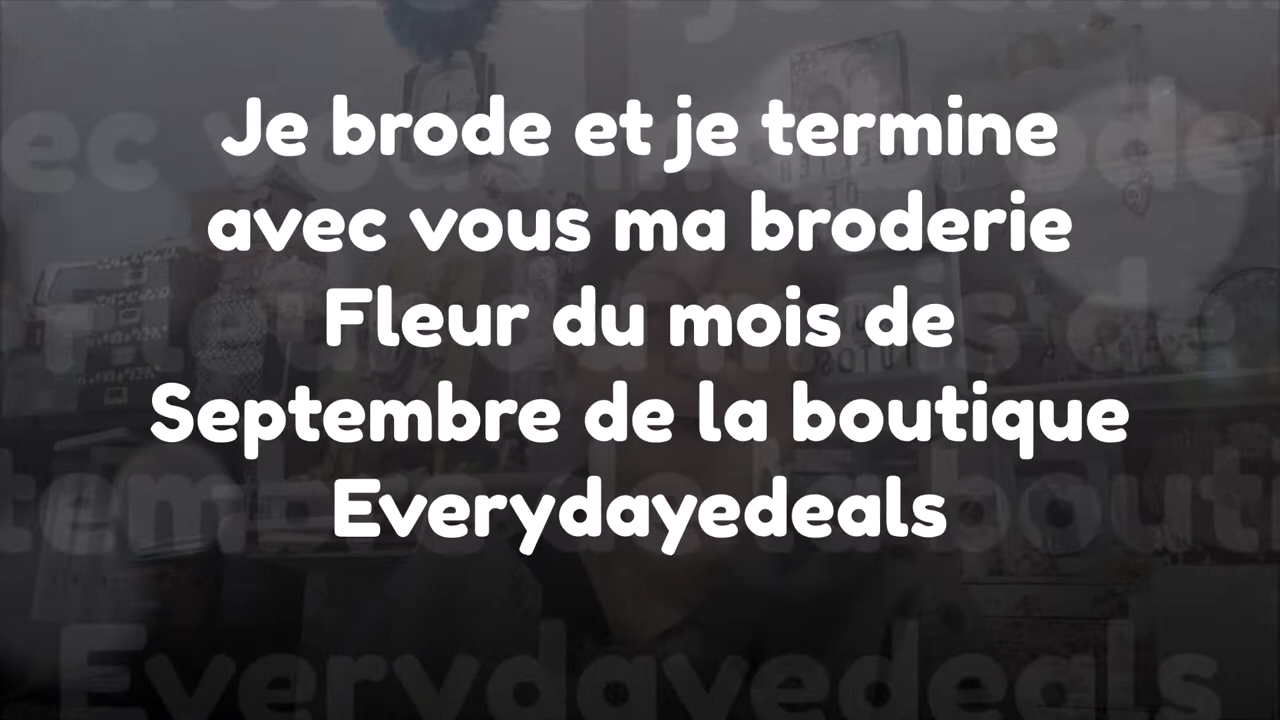 Je brode et je termine
avec vous ma broderie
Fleur du mois de
Septembre de la boutique
Everydayedeals